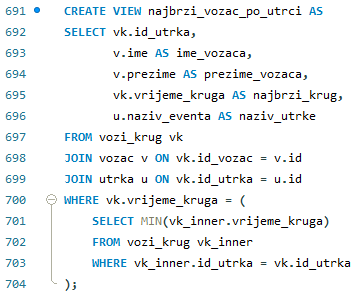 691 CREATE VIEW najbrzi_vozac_po_utrci AS
692 SELECT vk.id_utrka,
693 v.ime AS ime_vozaca,
694 v.prezime AS prezime_vozaca,
695 vk.vrijeme_kruga AS najbrzi_krug,
696 u.naziv_eventa AS naziv_utrke
697 FROM vozi_krug vk
698 JOIN vozac v ON vk.id_vozac = v.id
699 JOIN utrka u ON vk.id_utrka = u.id
700 WHERE vk.vrijeme_kruga = (
701 SELECT MIN(vk_inner.vrijeme_kruga)
702 FROM vozi_krug vk_inner
703 WHERE vk_inner.id_utrka = vk.id_utrka
704 );